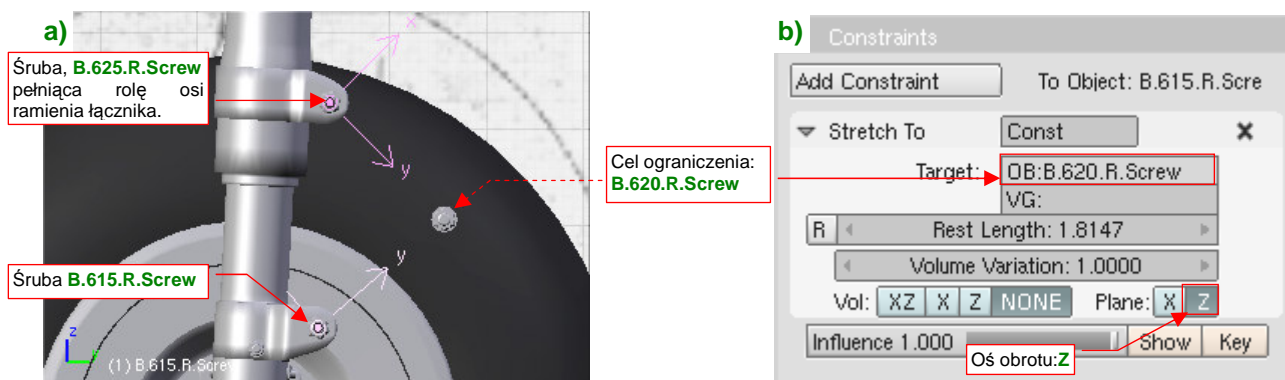 a)
Śruba, B.625.R.Screw
pełniąca rolę osi
ramienia łącznika.
x
y
y
Śruba B.615.R.Screw
z
(1) B.615.R.Screw
Cel ograniczenia:
B.620.R.Screw
b)
Constraints
Add Constraint To Object: B.615.R.Scre
Stretch To Const
Target: OB:B.620.R.Screw
VG:
R Rest Length: 1.8147
Volume Variation: 1.0000
Vol: XZ X Z NONE Plane: X Z
Influence 1.000 Show Key
Oś obrotu:Z